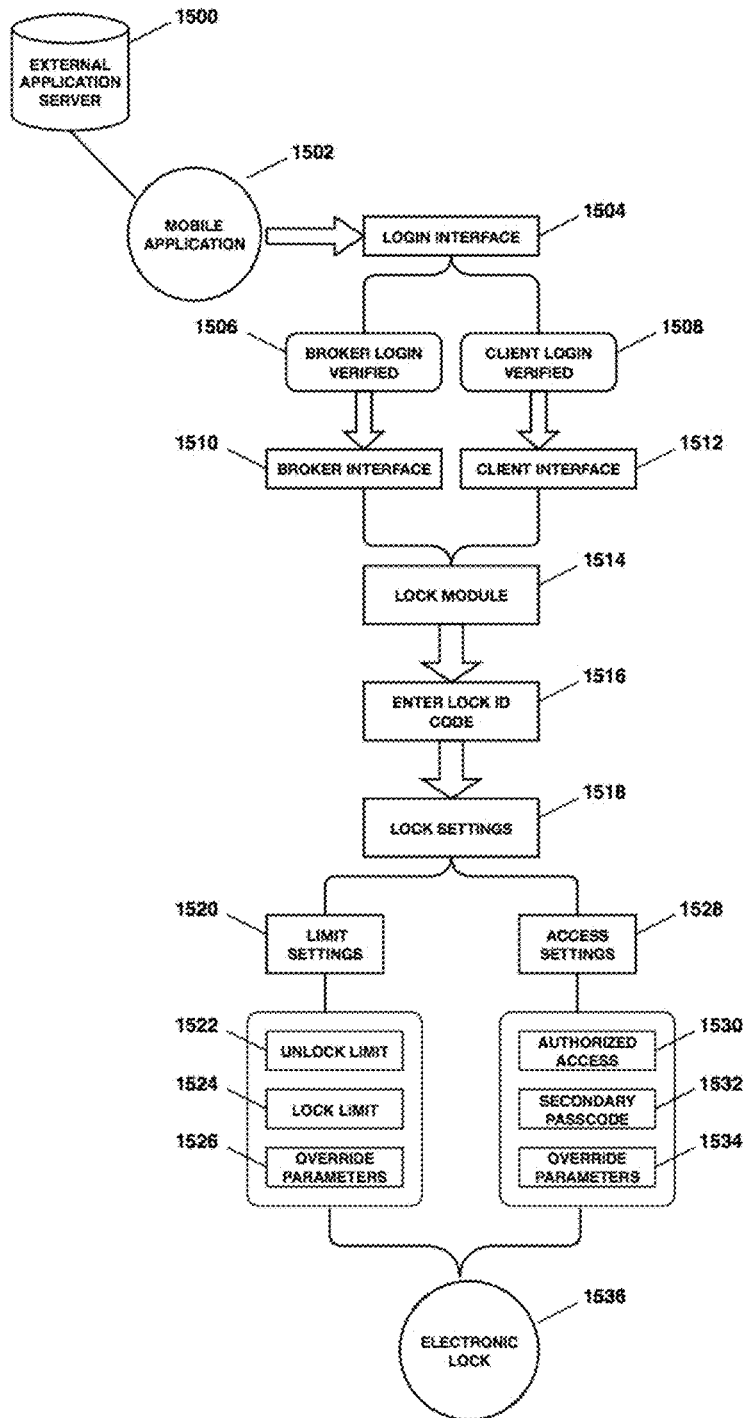 1500
EXTERNAL
APPLICATION
SERVER
1502
MOBILE
APPLICATION
1504
LOGIN INTERFACE
1506
BROKER LOGIN
VERIFIED
1508
CLIENT LOGIN
VERIFIED
1510
BROKER INTERFACE
1512
CLIENT INTERFACE
1514
LOCK MODULE
1516
ENTER LOCK ID
CODE
1518
LOCK SETTINGS
1520
LIMIT
SETTINGS
1528
ACCESS
SETTINGS
1522
UNLOCK LIMIT
1524
LOCK LIMIT
1526
OVERRIDE
PARAMETERS
1530
AUTHORIZED
ACCESS
1532
SECONDARY
PASSCODE
1534
OVERRIDE
PARAMETERS
1536
ELECTRONIC
LOCK